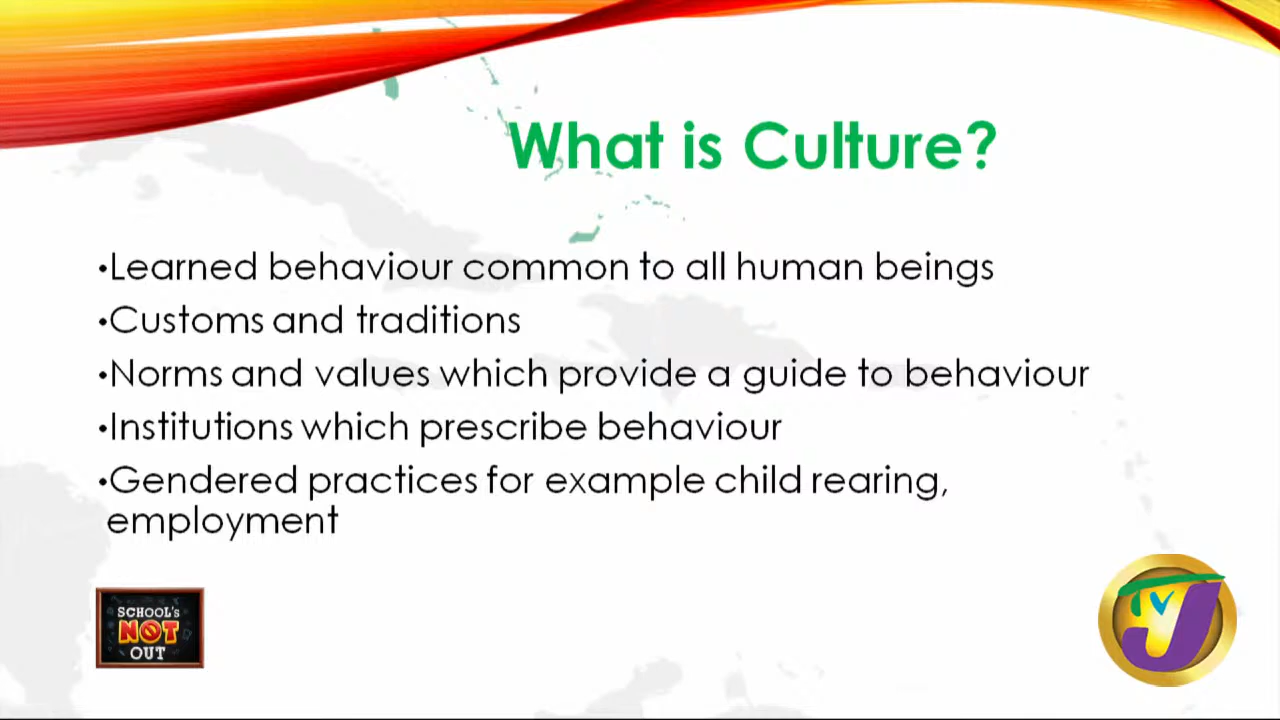 What is Culture?
•Learned behaviour common to all human beings
•Customs and traditions
•Norms and values which provide a guide to behaviour
•Institutions which prescribe behaviour
•Gendered practices for example child rearing,
employment
SCHOOL's
NOT
OUT
TVJ